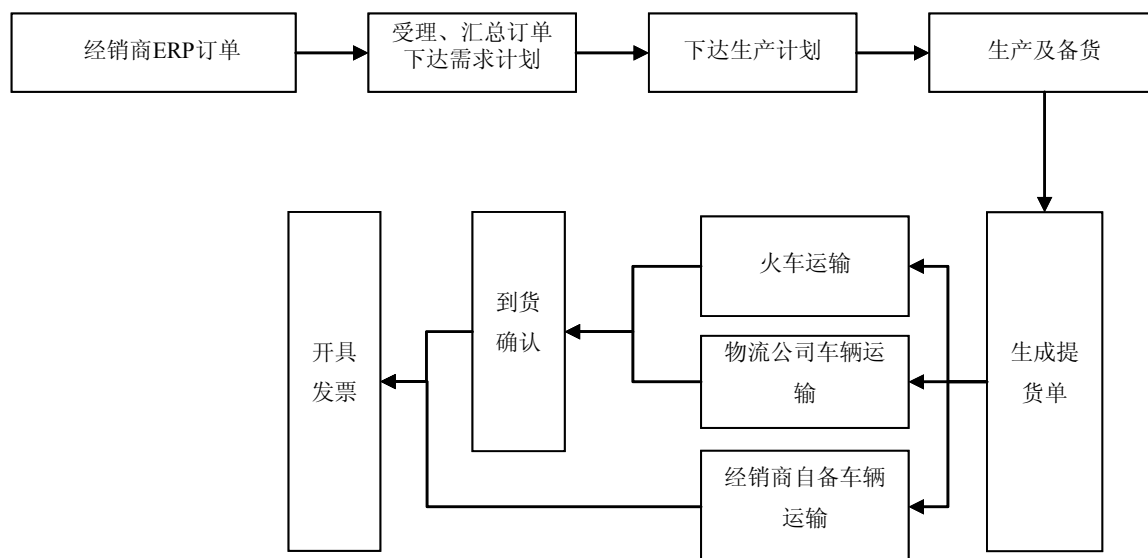 经销商ERP订单
受理、汇总订单
下达需求计划
下达生产计划
生产及备货
生成提
货单
火车运输
物流公司车辆运
输
经销商自备车辆
运输
到货
确认
开具
发票